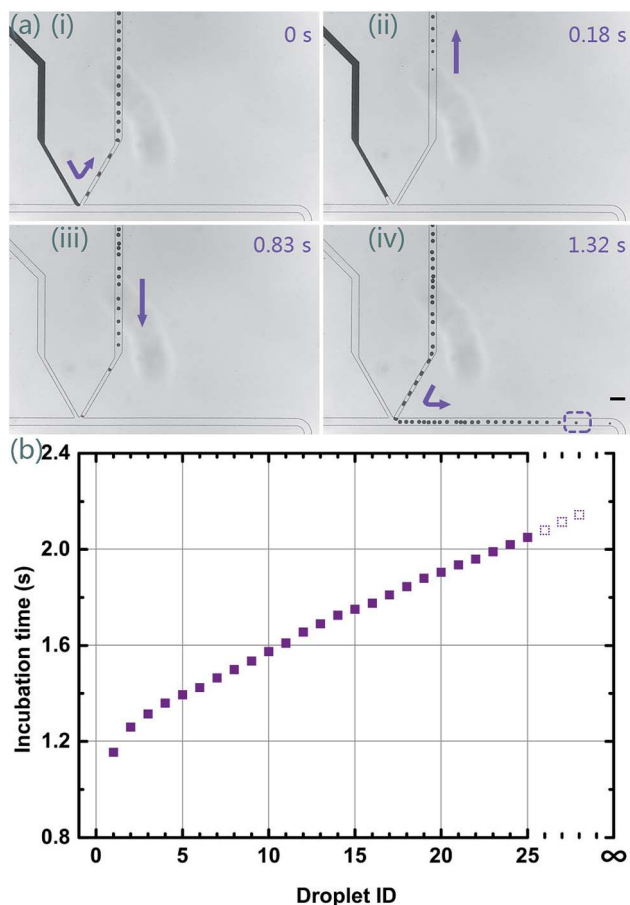 (a) (i) 0 s
(ii) 0.18 s
(iii) 0.83 s
(iv) 1.32 s
(b)
2.4
2.0
1.6
1.2
0.8
Incubation time (s)
0 5 10 15 20 25 ∞
Droplet ID